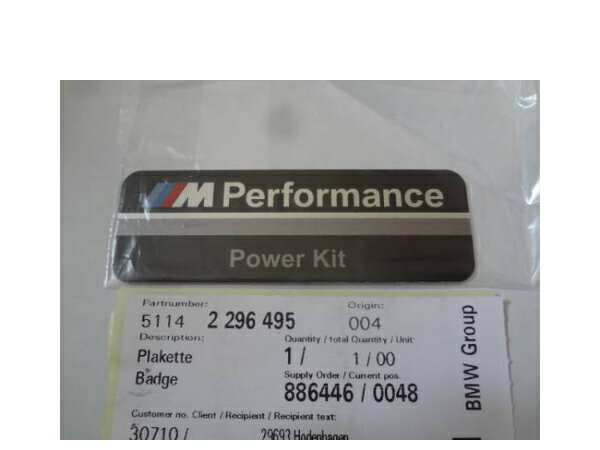 M Performance
Power Kit
Partnumber: Origin:
5114 2 296 495 004
Description: Quantity / total Quantity / Unit
Plakette 1 / 1 / 00
Badge Supply Order / Current pos.
886446 / 0048
Customer no. Client / Recipient / Recipient text:
30710 / 29693 Hodenhagen
BMW Group